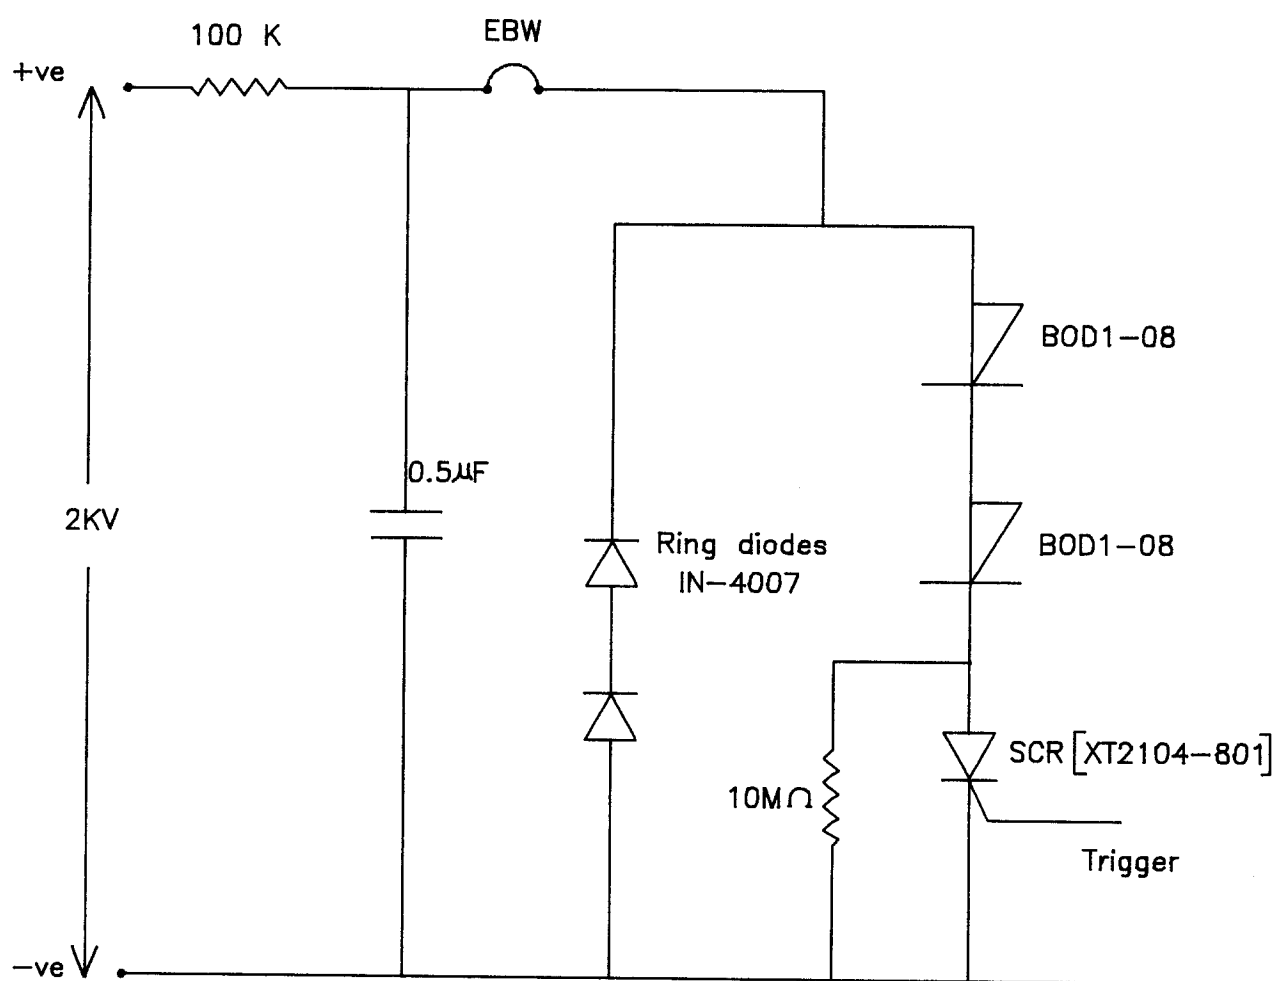 100 K
EBW
+ve
BOD1-08
0.5μF
2KV
Ring diodes
IN-4007
BOD1-08
SCR [XT2104-801]
10MΩ
Trigger
-ve